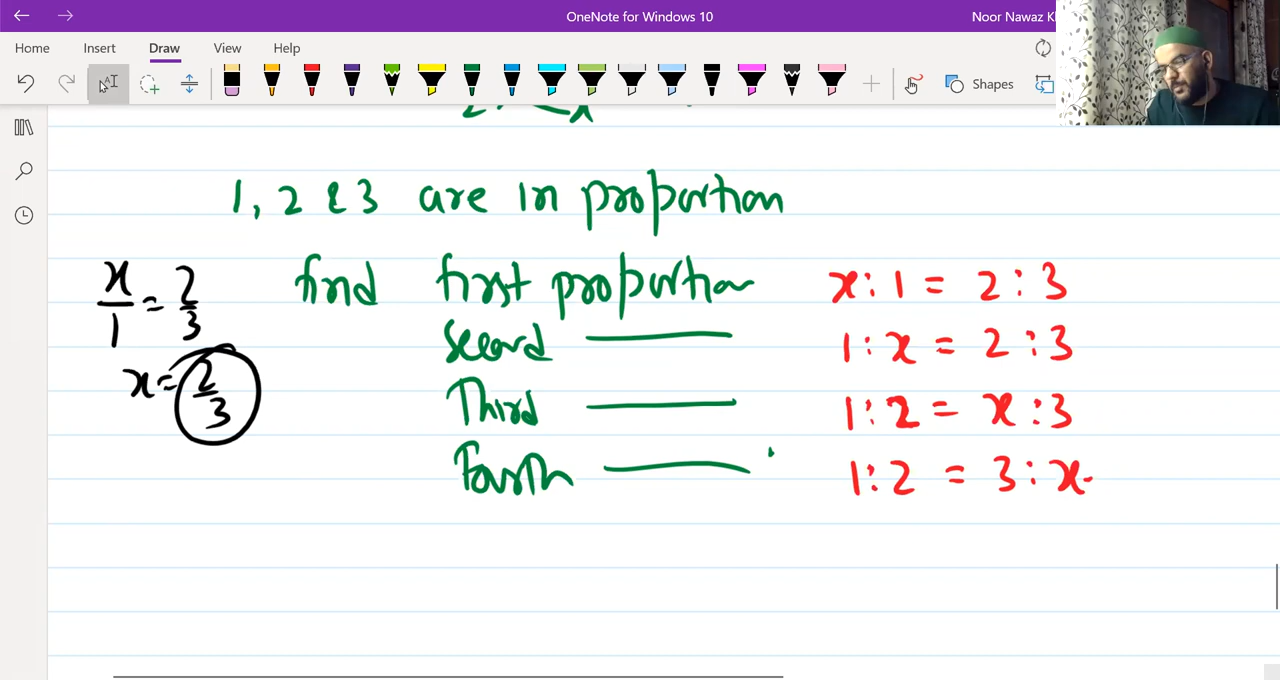 OneNote for Windows 10
Noor Nawaz K
Home Insert Draw View Help
Shapes
1, 2 & 3 are in proportion
find first proportion x : 1 = 2 : 3
Second 1 : x = 2 : 3
Third 1 : 2 = x : 3
Fourth 1 : 2 = 3 : x
x/1 = 2/3
x = 2/3